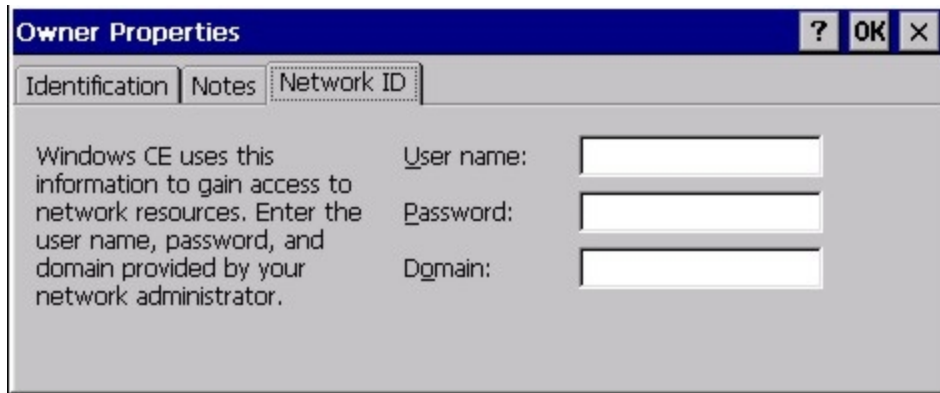 Owner Properties ? OK ×
Identification Notes Network ID
Windows CE uses this
information to gain access to
network resources. Enter the
user name, password, and
domain provided by your
network administrator.
User name:
Password:
Domain: